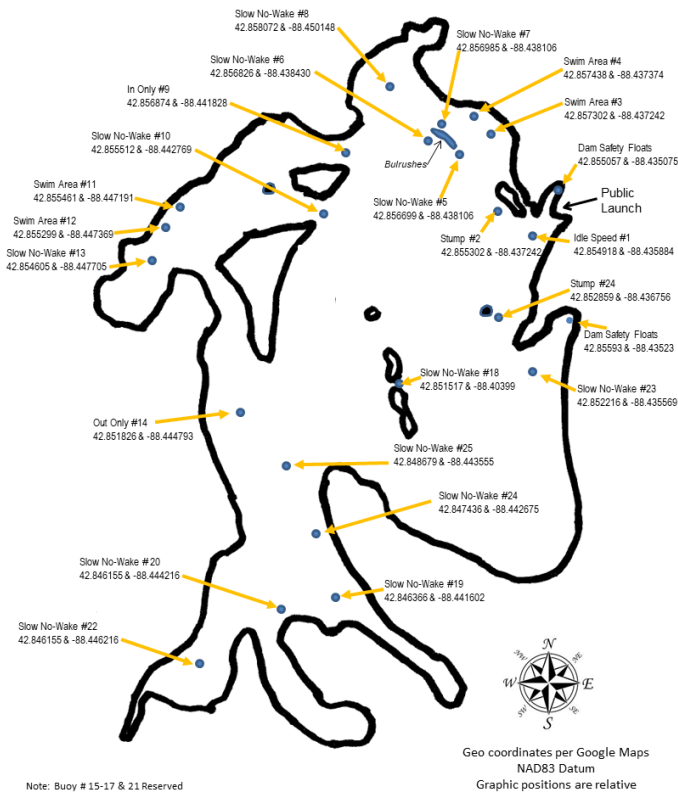 Slow No-Wake #8
42.858072 & -88.450148
Slow No-Wake #7
42.856985 & -88.438106
Slow No-Wake #6
42.856826 & -88.438430
Swim Area #4
42.857438 & -88.437374
In Only #9
42.856874 & -88.441828
Swim Area #3
42.857302 & -88.437242
Slow No-Wake #10
42.855512 & -88.442769
Bulrushes
Dam Safety Floats
42.855057 & -88.435075
Swim Area #11
42.855461 & -88.447191
Public
Launch
Slow No-Wake #5
42.856699 & -88.438106
Swim Area #12
42.855299 & -88.447369
Stump #2
42.855302 & -88.437242
Idle Speed #1
42.854918 & -88.435884
Slow No-Wake #13
42.854605 & -88.447705
Stump #24
42.852859 & -88.436756
Dam Safety Floats
42.85593 & -88.43523
Slow No-Wake #18
42.851517 & -88.40399
Slow No-Wake #23
42.852216 & -88.435569
Out Only #14
42.851826 & -88.444793
Slow No-Wake #25
42.848679 & -88.443555
Slow No-Wake #24
42.847436 & -88.442675
Slow No-Wake #20
42.846155 & -88.444216
Slow No-Wake #19
42.846366 & -88.441602
Slow No-Wake #22
42.846155 & -88.446216
N
NW
NE
W
E
SW
SE
S
Geo coordinates per Google Maps
NAD83 Datum
Graphic positions are relative
Note: Buoy # 15-17 & 21 Reserved